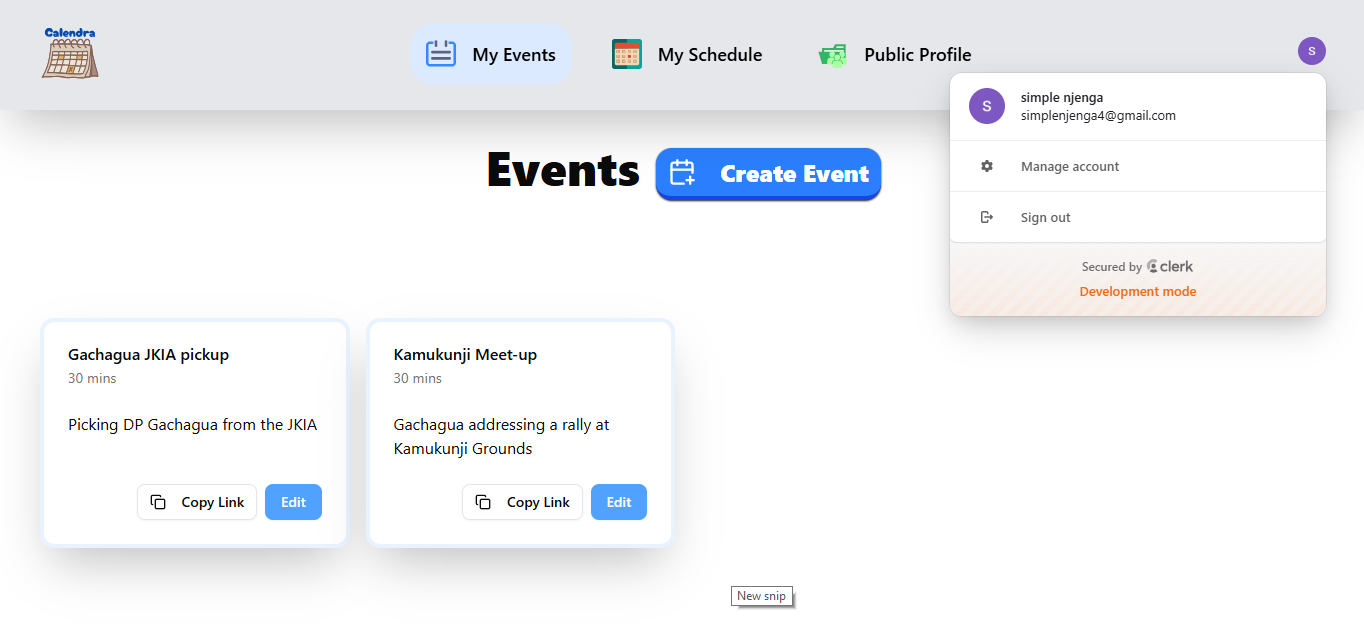 Calendra
My Events
My Schedule
Public Profile
S
S
simple njenga
simplenjenga4@gmail.com
Manage account
Sign out
Secured by clerk
Development mode
Events
Create Event
Gachagua JKIA pickup
30 mins
Picking DP Gachagua from the JKIA
Copy Link
Edit
Kamukunji Meet-up
30 mins
Gachagua addressing a rally at
Kamukunji Grounds
Copy Link
Edit
New snip